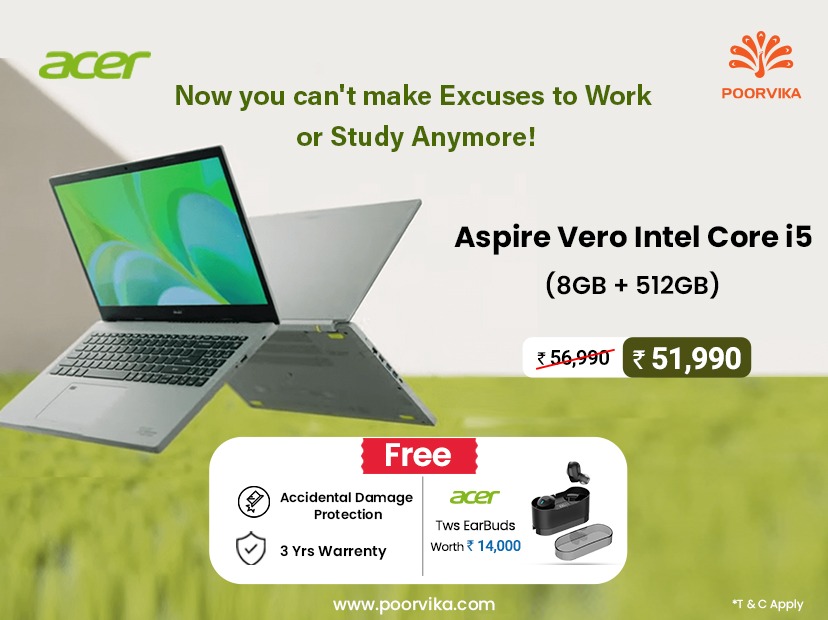 acer
POORVIKA
Now you can't make Excuses to Work
or Study Anymore!
Aspire Vero Intel Core i5
(8GB + 512GB)
₹ 56,990 ₹ 51,990
Free
Accidental Damage
Protection
3 Yrs Warrenty
acer
Tws EarBuds
Worth ₹ 14,000
www.poorvika.com
*T & C Apply